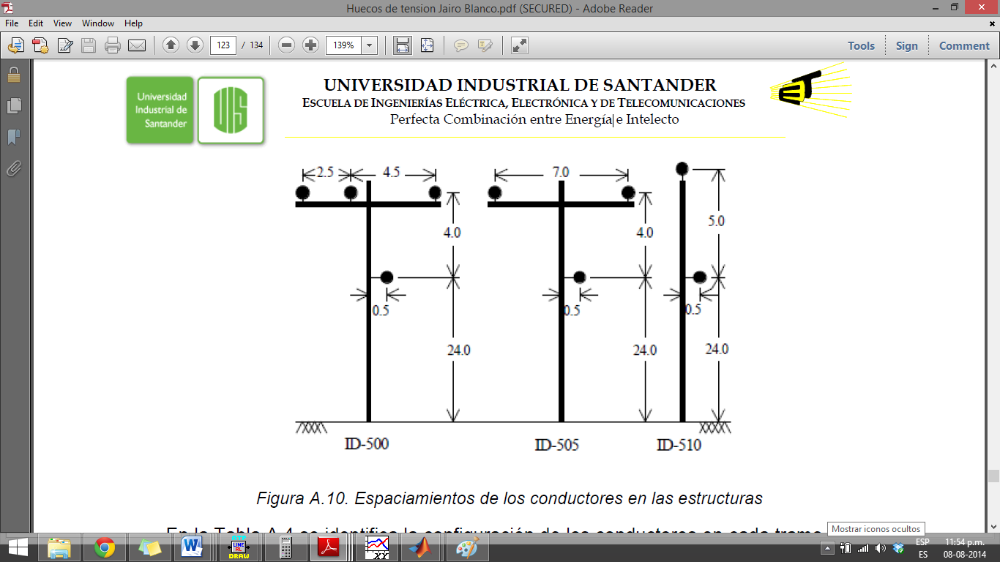 Huecos de tension Jairo Blanco.pdf (SECURED) - Adobe Reader
File Edit View Window Help
123 / 134 139% Tools Sign Comment
Universidad Industrial de Santander
UIS
UNIVERSIDAD INDUSTRIAL DE SANTANDER
ESCUELA DE INGENIERÍAS ELÉCTRICA, ELECTRÓNICA Y DE TELECOMUNICACIONES
Perfecta Combinación entre Energía e Intelecto
2.5 4.5 7.0
4.0 4.0 5.0
0.5 0.5 0.5
24.0 24.0 24.0
ID-500 ID-505 ID-510
Figura A.10. Espaciamientos de los conductores en las estructuras
En la Tabla A.4 se identifica la configuración de los conductores en cada tramo
Mostrar iconos ocultos
LINE RL DRAW
XY
ESP 11:54 p.m.
ES 08-08-2014